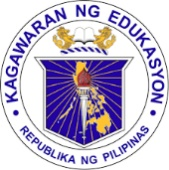 KAGAWARAN NG EDUKASYON
REPUBLIKA NG PILIPINAS